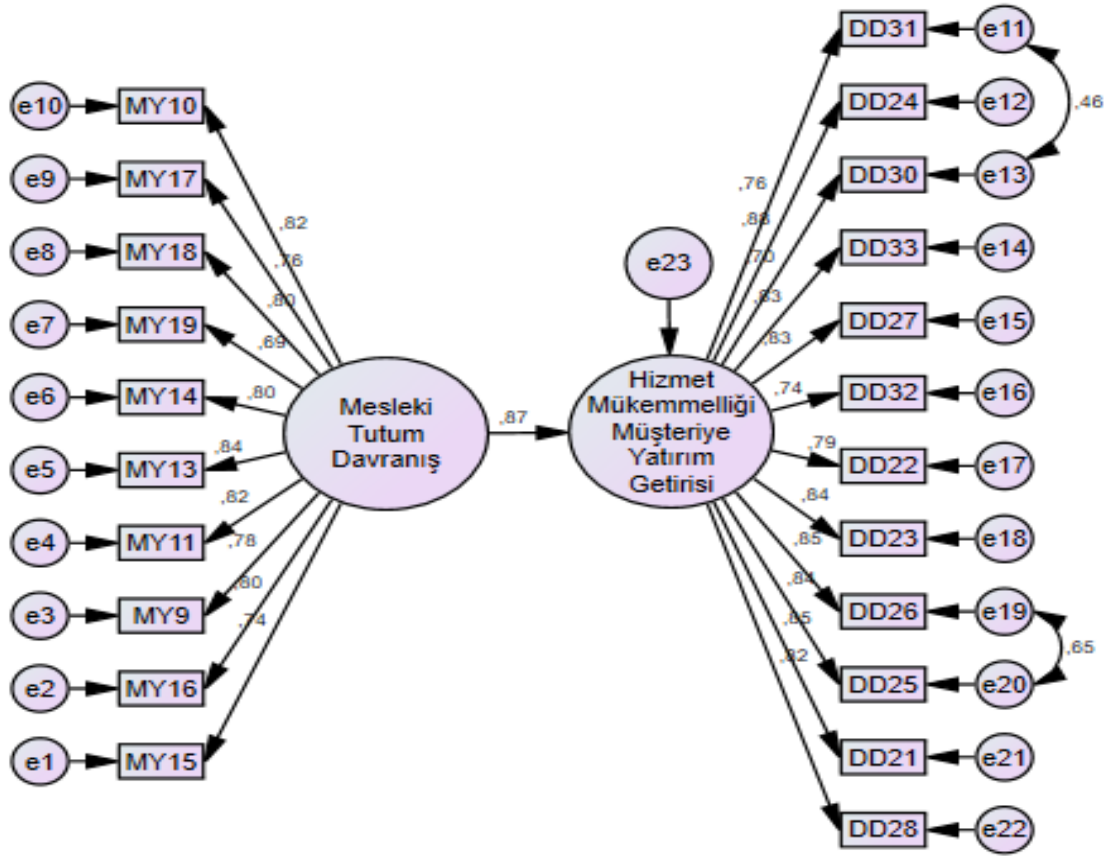 e10 MY10
e9 MY17
e8 MY18
e7 MY19
e6 MY14
e5 MY13
e4 MY11
e3 MY9
e2 MY16
e1 MY15
,82
,76
,80
,69
,80
,84
,82
,78
,80
,74
Mesleki
Tutum
Davranış
,87
e23
Hizmet
Mükemmelliği
Müşteriye
Yatırım
Getirisi
,76
,88
,70
,83
,83
,74
,79
,84
,85
,84
,85
,82
DD31 e11
DD24 e12
DD30 e13
DD33 e14
DD27 e15
DD32 e16
DD22 e17
DD23 e18
DD26 e19
DD25 e20
DD21 e21
DD28 e22
,46
,65